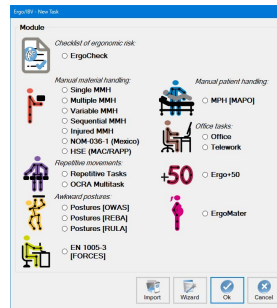 Ergo/IBV - New Task
Module
Checklist of ergonomic risk:
ErgoCheck
Manual material handling:
Single MMH
Multiple MMH
Variable MMH
Sequential MMH
Injured MMH
NOM-036-1 (Mexico)
HSE (MAC/RAPP)
Repetitive movements:
Repetitive Tasks
OCRA Multitask
Awkward postures:
Postures [OWAS]
Postures [REBA]
Postures [RULA]
EN 1005-3
[FORCES]
Manual patient handling:
MPH [MAPO]
Office tasks:
Office
Telework
+50 Ergo+50
ErgoMater
Import
Wizard
Ok
Cancel